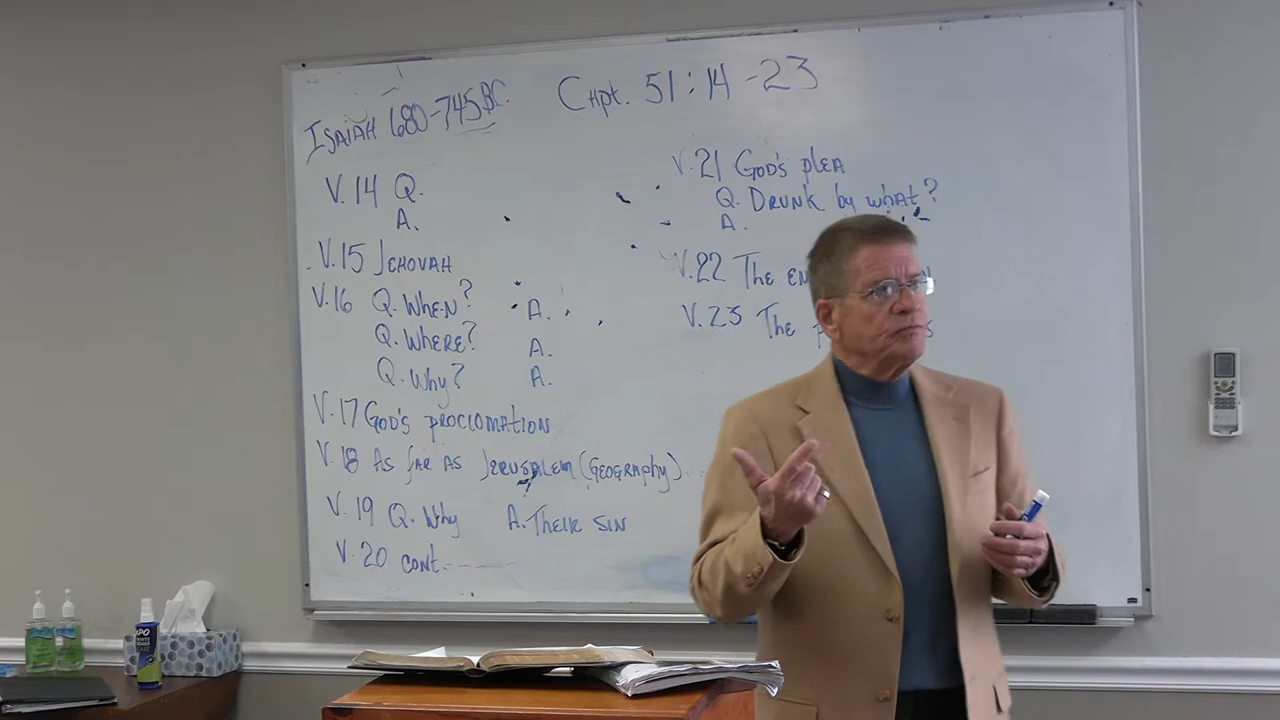 ISAIAH 680-745 BC.
CHpt. 51:14-23
V.14 Q.
A.
V.15 JEHOVAH
V.16 Q. WHEN? A.
Q. WHERE? A.
Q. Why? A.
V.17 GOD'S pROCLOMATION
V.18 AS fAR AS JERUSALEM (GEOGRAPHY)
V.19 Q. Why A. THEIR SIN
V.20 CONT.
V.21 GOD'S plEA
Q. DRUNK by whAt?
A.
V.22 THE
V.23 THE